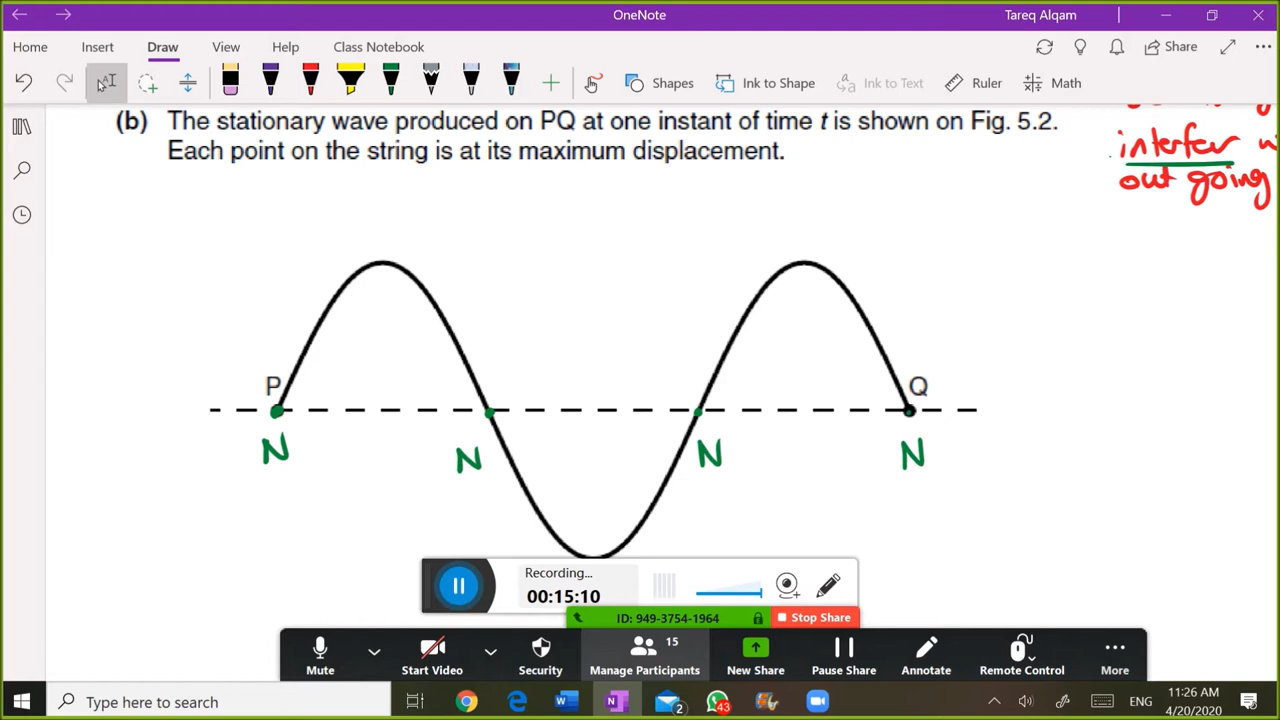 OneNote
Tareq Alqam
Home Insert Draw View Help Class Notebook
Share
Shapes Ink to Shape Ink to Text Ruler Math
(b) The stationary wave produced on PQ at one instant of time t is shown on Fig. 5.2.
Each point on the string is at its maximum displacement.
interfer w
out going
P
Q
N N N N
Recording...
00:15:10
ID: 949-3754-1964 Stop Share
15
Mute Start Video Security Manage Participants New Share Pause Share Annotate Remote Control More
Type here to search
2
43
ENG
11:26 AM
4/20/2020